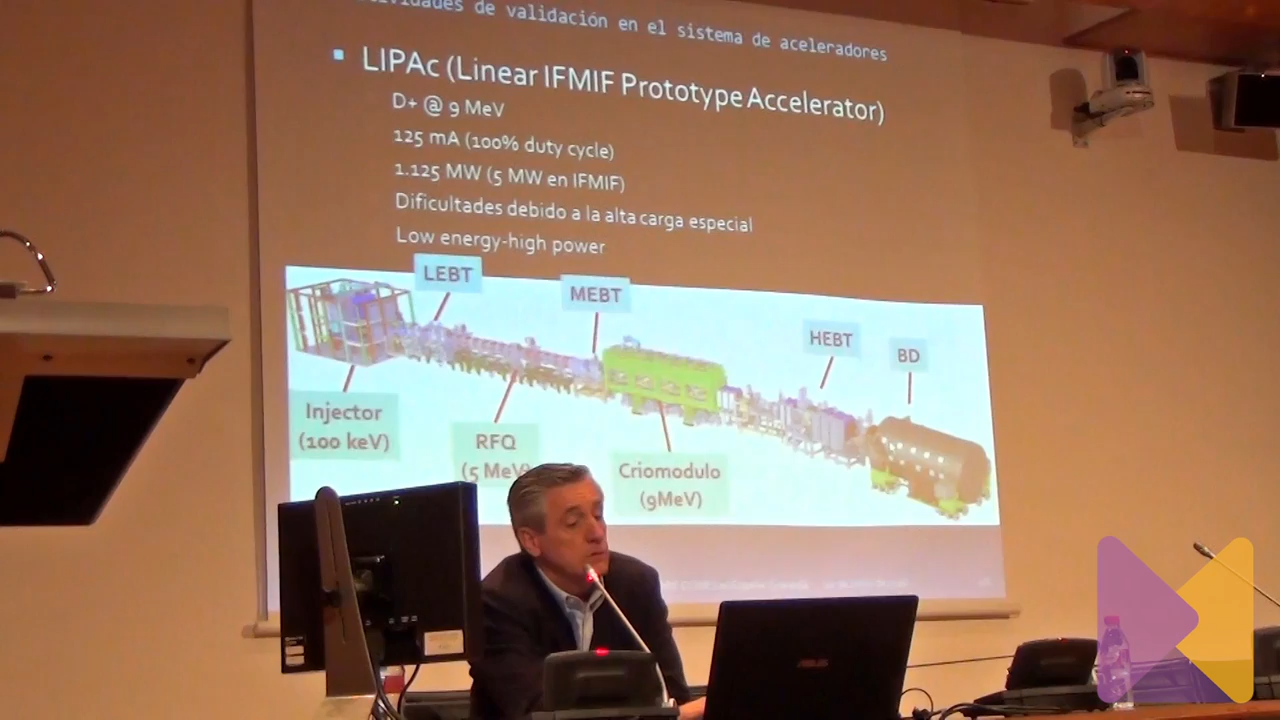 de validación en el sistema de aceleradores
▪ LIPAc (Linear IFMIF Prototype Accelerator)
D+ @ 9 MeV
125 mA (100% duty cycle)
1.125 MW (5 MW en IFMIF)
Dificultades debido a la alta carga especial
Low energy-high power
LEBT
MEBT
HEBT
BD
Injector
(100 keV)
RFQ
(5 MeV)
Criomodulo
(9MeV)
ASUS